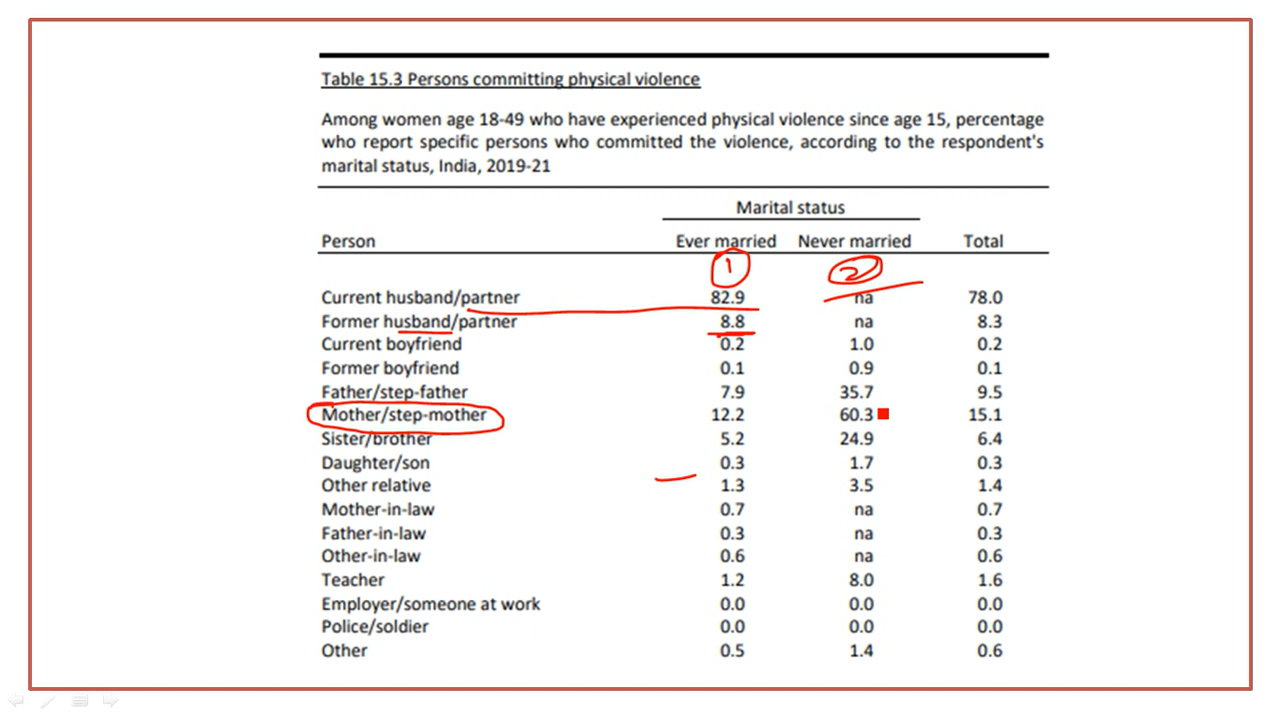 Table 15.3 Persons committing physical violence
Among women age 18-49 who have experienced physical violence since age 15, percentage
who report specific persons who committed the violence, according to the respondent's
marital status, India, 2019-21
Marital status
Person Ever married Never married Total
1 2
Current husband/partner 82.9 na 78.0
Former husband/partner 8.8 na 8.3
Current boyfriend 0.2 1.0 0.2
Former boyfriend 0.1 0.9 0.1
Father/step-father 7.9 35.7 9.5
Mother/step-mother 12.2 60.3 15.1
Sister/brother 5.2 24.9 6.4
Daughter/son 0.3 1.7 0.3
Other relative 1.3 3.5 1.4
Mother-in-law 0.7 na 0.7
Father-in-law 0.3 na 0.3
Other-in-law 0.6 na 0.6
Teacher 1.2 8.0 1.6
Employer/someone at work 0.0 0.0 0.0
Police/soldier 0.0 0.0 0.0
Other 0.5 1.4 0.6